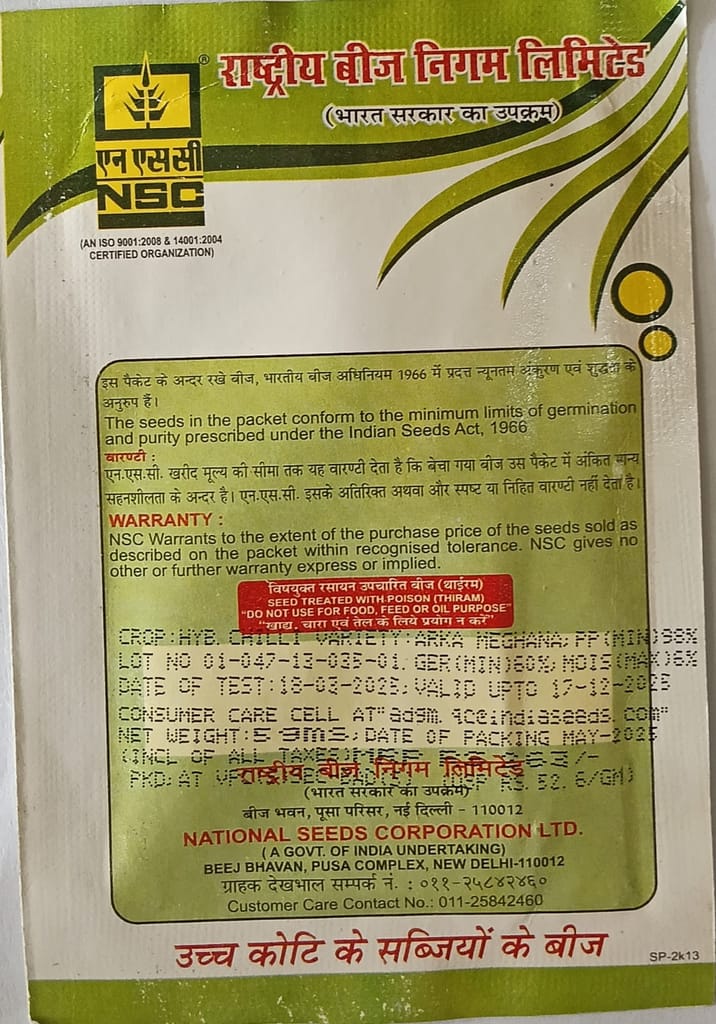 राष्ट्रीय बीज निगम लिमिटेड
(भारत सरकार का उपक्रम)
®
एन एस सी
NSC
(AN ISO 9001:2008 & 14001:2004
CERTIFIED ORGANIZATION)
इस पैकेट के अन्दर रखे बीज, भारतीय बीज अधिनियम 1966 में प्रदत्त न्यूनतम अंकुरण एवं शुद्धता के
अनुरुप हैं।
The seeds in the packet conform to the minimum limits of germination
and purity prescribed under the Indian Seeds Act, 1966
वारण्टी :
एन.एस.सी. खरीद मूल्य की सीमा तक यह वारण्टी देता है कि बेचा गया बीज उस पैकेट में अंकित मान्य
सहनशीलता के अन्दर है। एन.एस.सी. इसके अतिरिक्त अथवा और स्पष्ट या निहित वारण्टी नहीं देता है।
WARRANTY :
NSC Warrants to the extent of the purchase price of the seeds sold as
described on the packet within recognised tolerance. NSC gives no
other or further warranty express or implied.
विषयुक्त रसायन उपचारित बीज (थाईरम)
SEED TREATED WITH POISON (THIRAM)
"DO NOT USE FOR FOOD, FEED OR OIL PURPOSE"
"खाद्य, चारा एवं तेल के लिये प्रयोग न करें"
CROP:HYB. CHILLI VARIETY:ARKA MEGHANA, PP(MIN)98%
LOT NO 01-047-13-035-01. GER(MIN)60%, MOIS(MAX)6%
DATE OF TEST:18-03-2025, VALID UPTO 17-12-2025
CONSUMER CARE CELL AT"adgm.qc@indiaseeds.com"
NET WEIGHT:5gms, DATE OF PACKING MAY-2025
(INCL OF ALL TAXES) 263/-
PKD: AT RS. 52.6/GM)
राष्ट्रीय बीज निगम लिमिटेड
(भारत सरकार का उपक्रम)
बीज भवन, पूसा परिसर, नई दिल्ली - 110012
NATIONAL SEEDS CORPORATION LTD.
( A GOVT. OF INDIA UNDERTAKING)
BEEJ BHAVAN, PUSA COMPLEX, NEW DELHI-110012
ग्राहक देखभाल सम्पर्क नं. : ०११-२५८४२४६०
Customer Care Contact No.: 011-25842460
उच्च कोटि के सब्जियों के बीज
SP-2k13